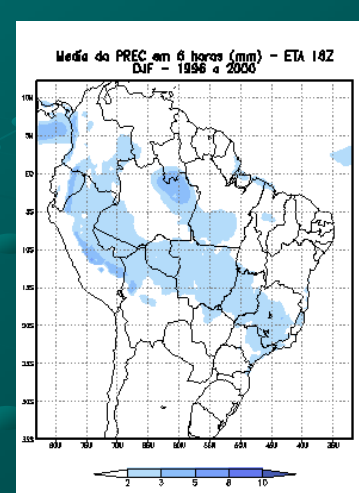 Media da PREC em 6 horas (mm) - ETA 18Z
DJF - 1996 a 2000
10N
5N
EQ
5S
10S
15S
20S
25S
30S
35S
80W 75W 70W 65W 60W 55W 50W 45W 40W 35W
2 3 5 8 10